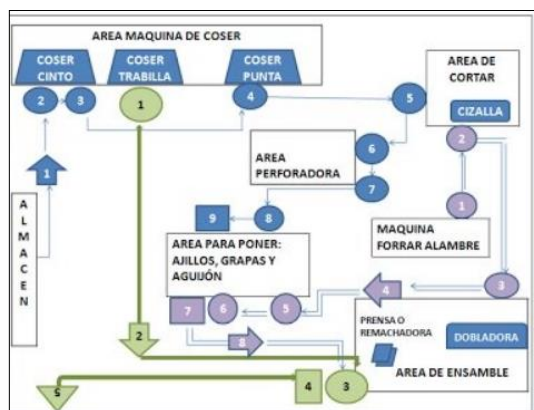 AREA MAQUINA DE COSER
COSER
CINTO
COSER
TRABILLA
COSER
PUNTA
AREA DE
CORTAR
CIZALLA
2
3
1
4
5
2
6
AREA
PERFORADORA
7
1
1
ALMACEN
9
8
MAQUINA
FORRAR ALAMBRE
AREA PARA PONER:
AJILLOS, GRAPAS Y
AGUIJÓN
4
3
7
6
5
PRENSA O
REMACHADORA
DOBLADORA
2
8
AREA DE ENSAMBLE
5
4
3